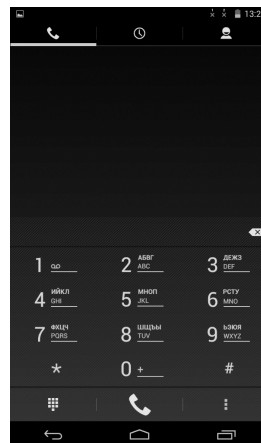 13:2
1
2 АБВГ
ABC
3 ДЕЖЗ
DEF
4 ИЙКЛ
GHI
5 МНОП
JKL
6 РСТУ
MNO
7 ФХЦЧ
PQRS
8 ШЩЪЫ
TUV
9 ЬЭЮЯ
WXYZ
*
0 +
#